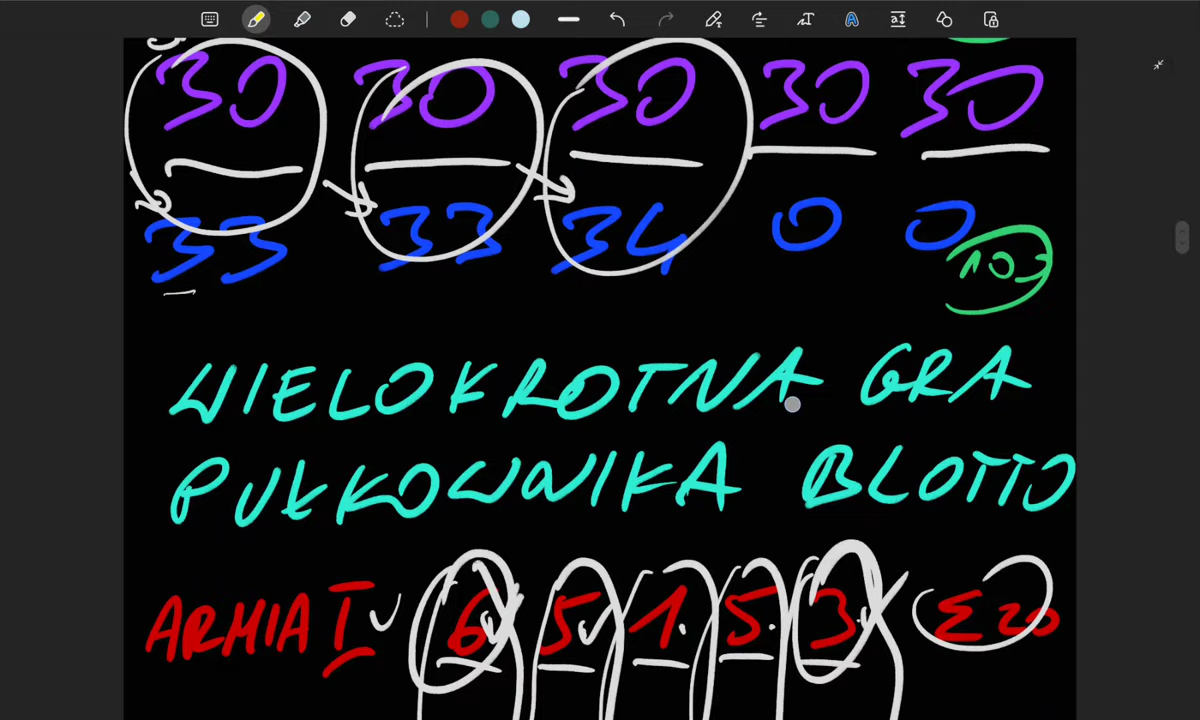 30 30 30 30 30
33 33 34 0 0
103
WIELOKROTNA GRA
PUŁKOWNIKA BLOTTO
ARMIA I 6 5 1 5 3 Σ20